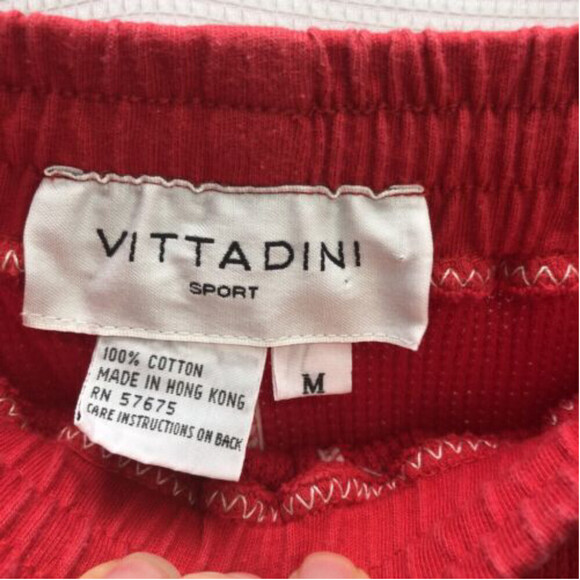 VITTADINI
SPORT
100% COTTON
MADE IN HONG KONG
RN 57675
CARE INSTRUCTIONS ON BACK
M